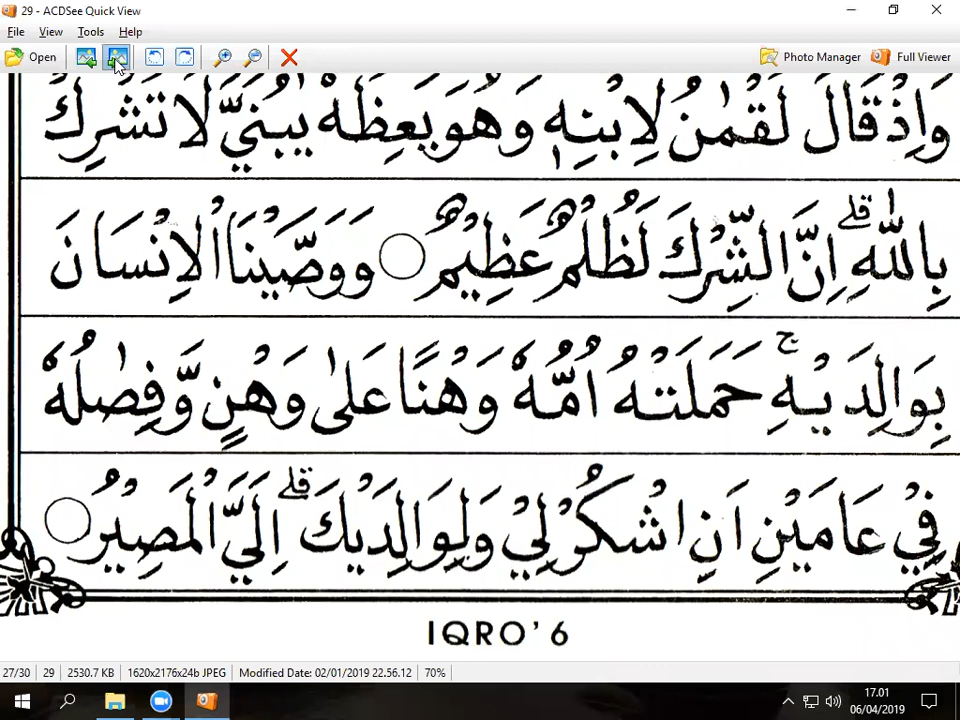 29 - ACDSee Quick View
File View Tools Help
Open Photo Manager Full Viewer
وَاِذْ قَالَ لُقْمٰنُ لِابْنِهٖ وَهُوَ يَعِظُهٗ يٰبُنَيَّ لَا تُشْرِكْ
بِاللّٰهِ ۗ اِنَّ الشِّرْكَ لَظُلْمٌ عَظِيْمٌ ○ وَوَصَّيْنَا الْاِنْسَانَ
بِوَالِدَيْهِ ۚ حَمَلَتْهُ اُمُّهٗ وَهْنًا عَلٰى وَهْنٍ وَّفِصٰلُهٗ
فِيْ عَامَيْنِ اَنِ اشْكُرْلِيْ وَلِوَالِدَيْكَ ۗ اِلَيَّ الْمَصِيْرُ ○
IQRO' 6
27/30 29 2530.7 KB 1620x2176x24b JPEG Modified Date: 02/01/2019 22.56.12 70%
17.01
06/04/2019